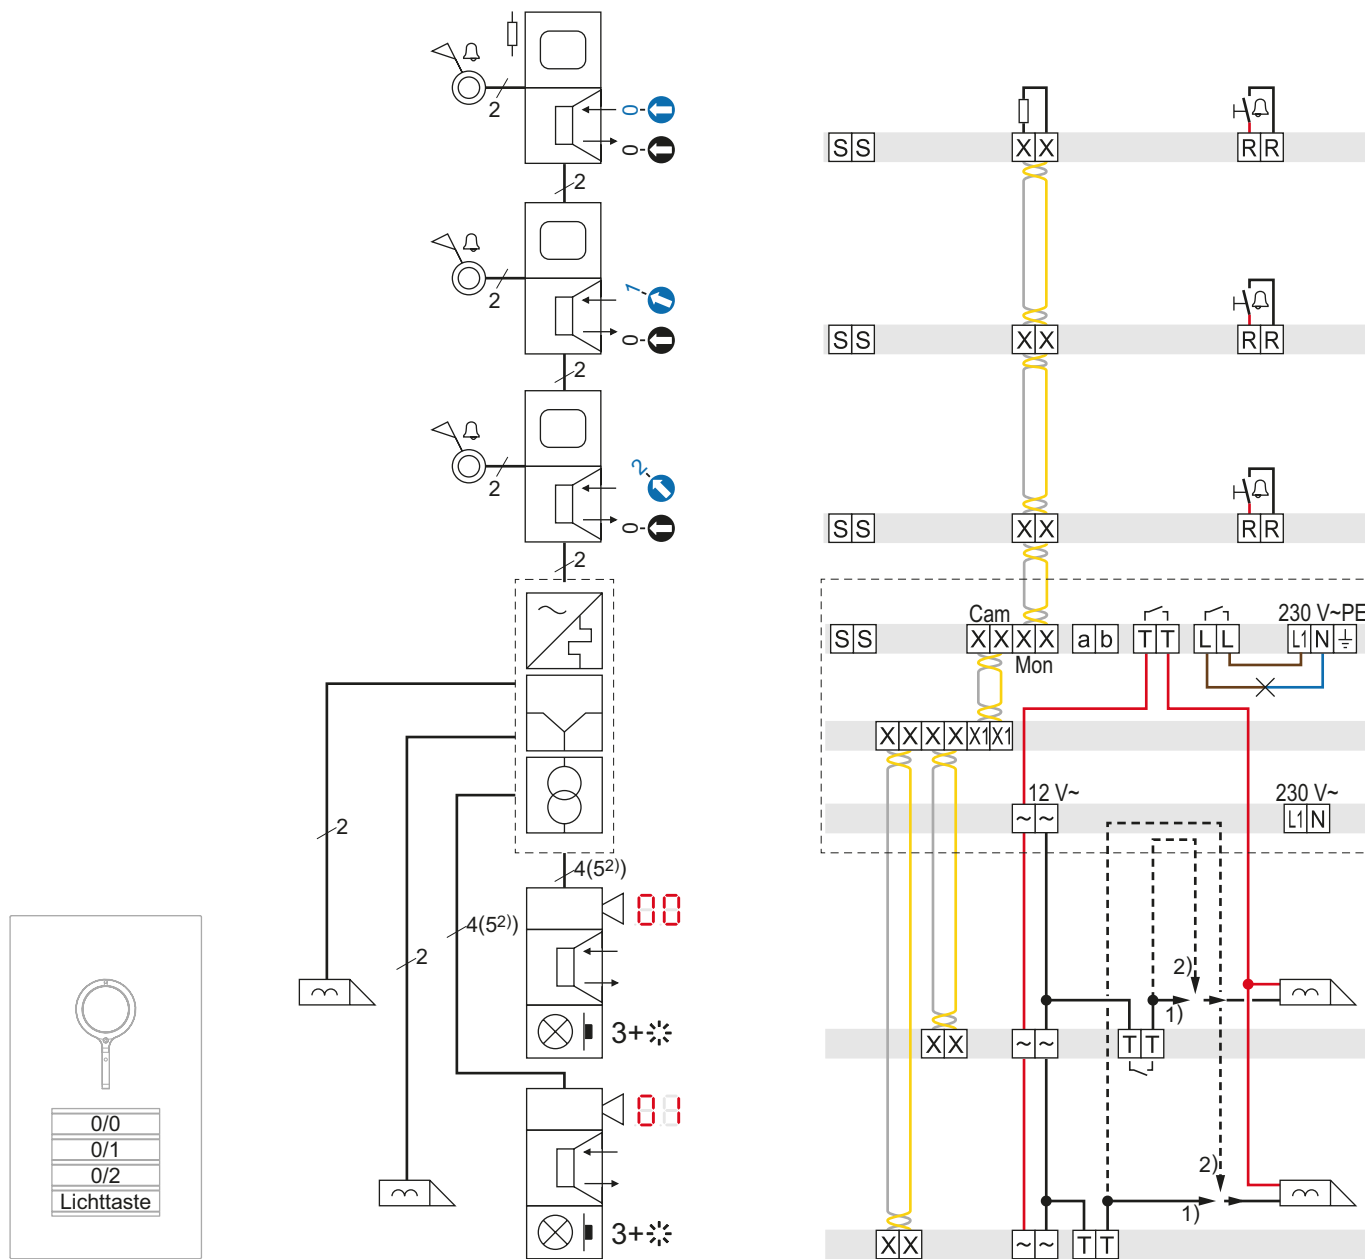 2
0
0
S S
X X
R R
2
2
1
0
S S
X X
R R
2
2
2
0
S S
X X
R R
2
Cam
230 V~PE
S S
X X X X
a b
T T
L L
L1 N
Mon
X X X X X1 X1
12 V~
230 V~
~ ~
L1 N
2
4(5²⁾)
00
4(5²⁾)
2
2)
1)
3+
X X
~ ~
T T
01
0/0
0/1
0/2
Lichttaste
2)
1)
3+
X X
~ ~
T T